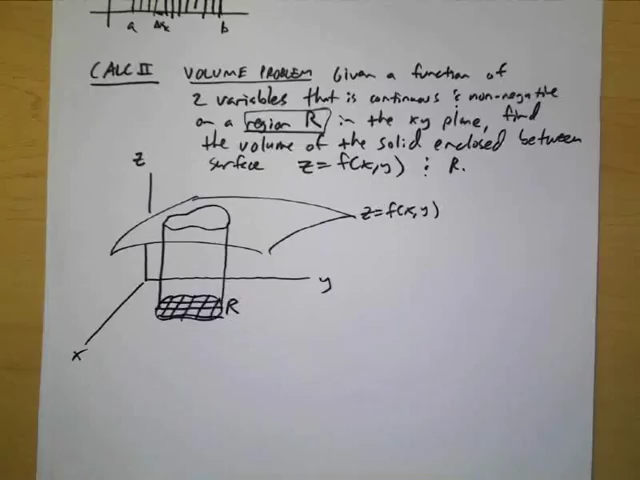 a Δxₖ b
CALC II VOLUME PROBLEM Given a function of
2 variables that is continuous & non-negative
on a region R in the xy plane, find
the volume of the solid enclosed between
surface z = f(x,y) & R.
z
z = f(x,y)
y
R
x